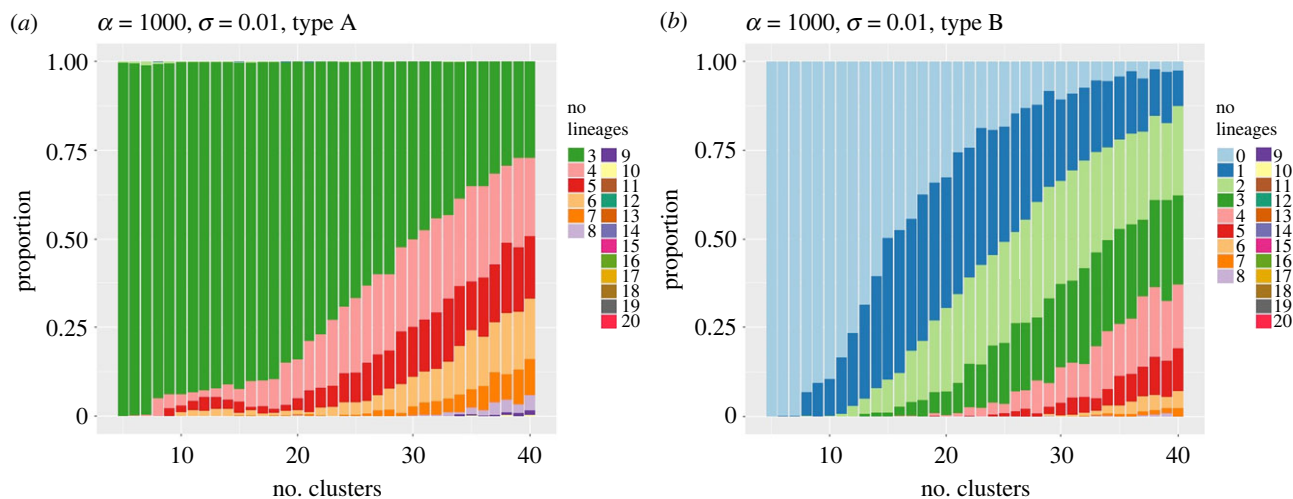 (a) α = 1000, σ = 0.01, type A
proportion
1.00
0.75
0.50
0.25
0
10 20 30 40
no. clusters
no
lineages
3 9
4 10
5 11
6 12
7 13
8 14
15
16
17
18
19
20
(b) α = 1000, σ = 0.01, type B
proportion
1.00
0.75
0.50
0.25
0
10 20 30 40
no. clusters
no
lineages
0 9
1 10
2 11
3 12
4 13
5 14
6 15
7 16
8 17
18
19
20